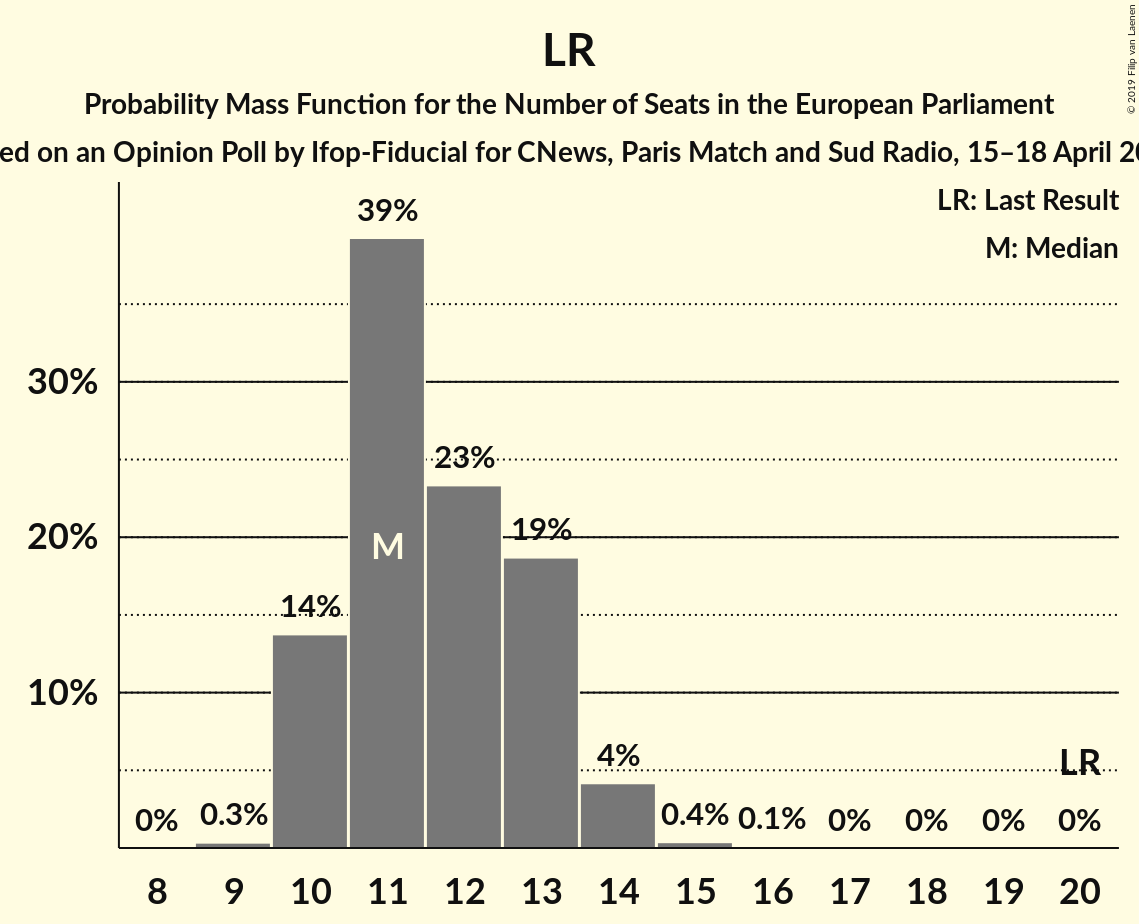 LR
Probability Mass Function for the Number of Seats in the European Parliament
ed on an Opinion Poll by Ifop-Fiducial for CNews, Paris Match and Sud Radio, 15–18 April 20
© 2019 Filip van Laenen
LR: Last Result
M: Median
39%
30%
23%
20%
M
19%
14%
10%
4%
LR
0% 0.3% 0.4% 0.1% 0% 0% 0% 0%
8 9 10 11 12 13 14 15 16 17 18 19 20